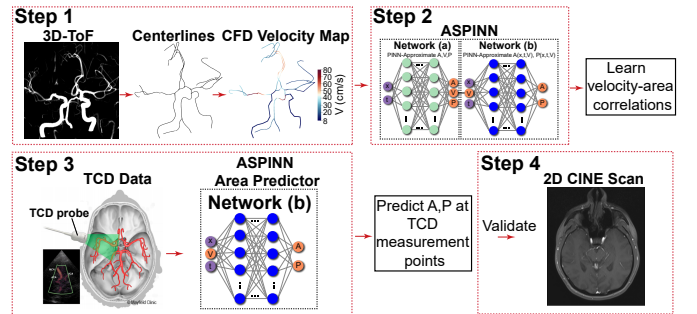 Step 1
3D-ToF
Centerlines
CFD Velocity Map
80
70
60
50
40
30
20
8
V (cm/s)
Step 2
ASPINN
Network (a)
PINN-Approximate A,V,P
Network (b)
PINN-Approximate A(x,t,V), P(x,t,V)
x
t
A
V
P
x
V
t
A
P
Learn
velocity-area
correlations
Step 3
TCD Data
TCD probe
ASPINN
Area Predictor
Network (b)
x
V
t
A
P
Predict A,P at
TCD
measurement
points
Validate
Step 4
2D CINE Scan